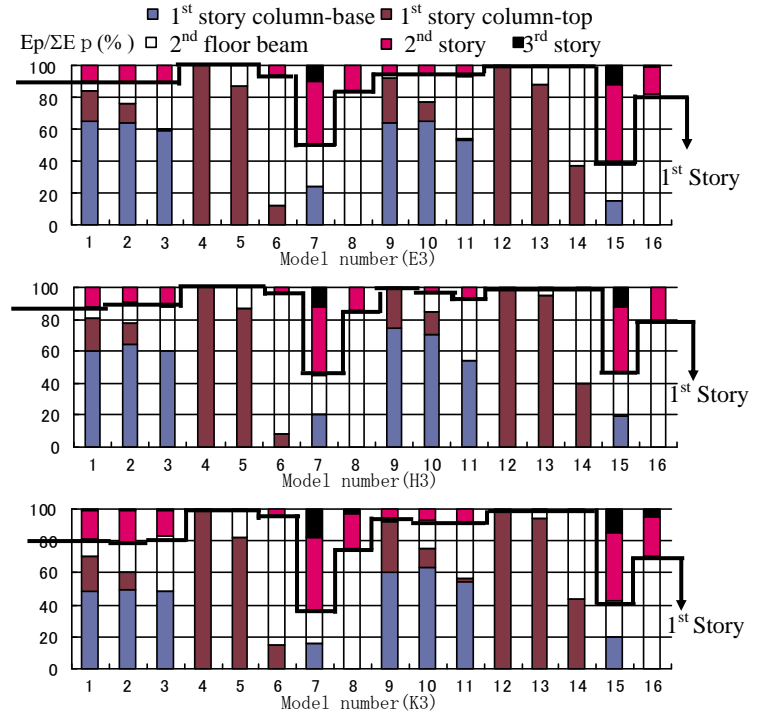 1st story column-base 1st story column-top
Ep/ΣE p (%) 2nd floor beam 2nd story 3rd story
100
80
60
40
20
0
1st Story
1 2 3 4 5 6 7 8 9 10 11 12 13 14 15 16
Model number(E3)
100
80
60
40
20
0
1st Story
1 2 3 4 5 6 7 8 9 10 11 12 13 14 15 16
Model number(H3)
100
80
60
40
20
0
1st Story
1 2 3 4 5 6 7 8 9 10 11 12 13 14 15 16
Model number(K3)